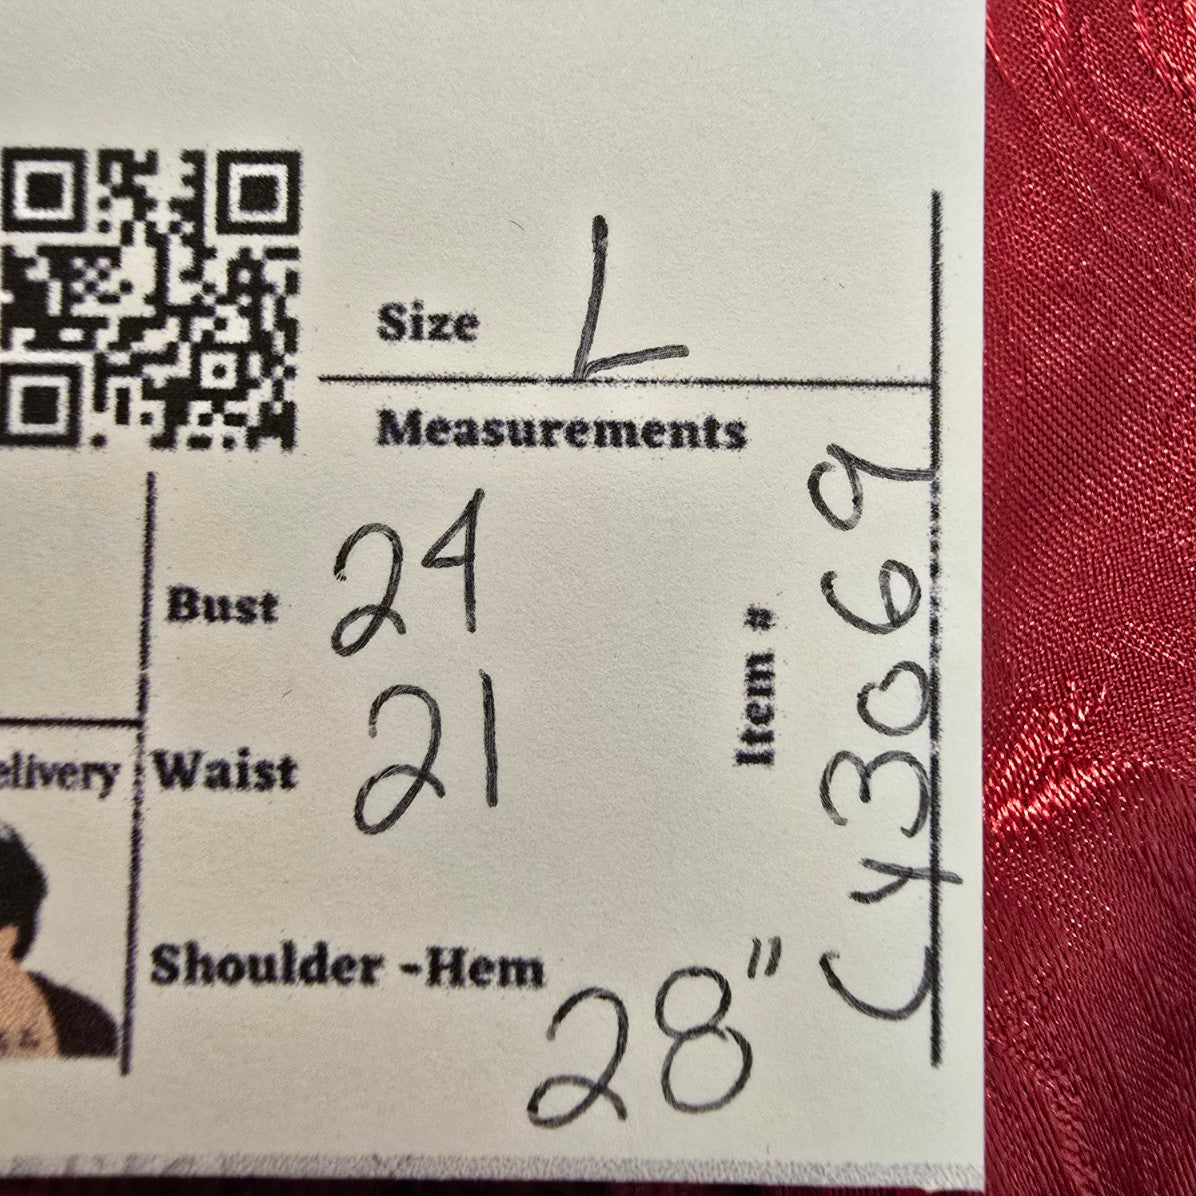 Size L
Measurements
Bust 24
Waist 21
elivery
Shoulder -Hem 28"
Item # C43069